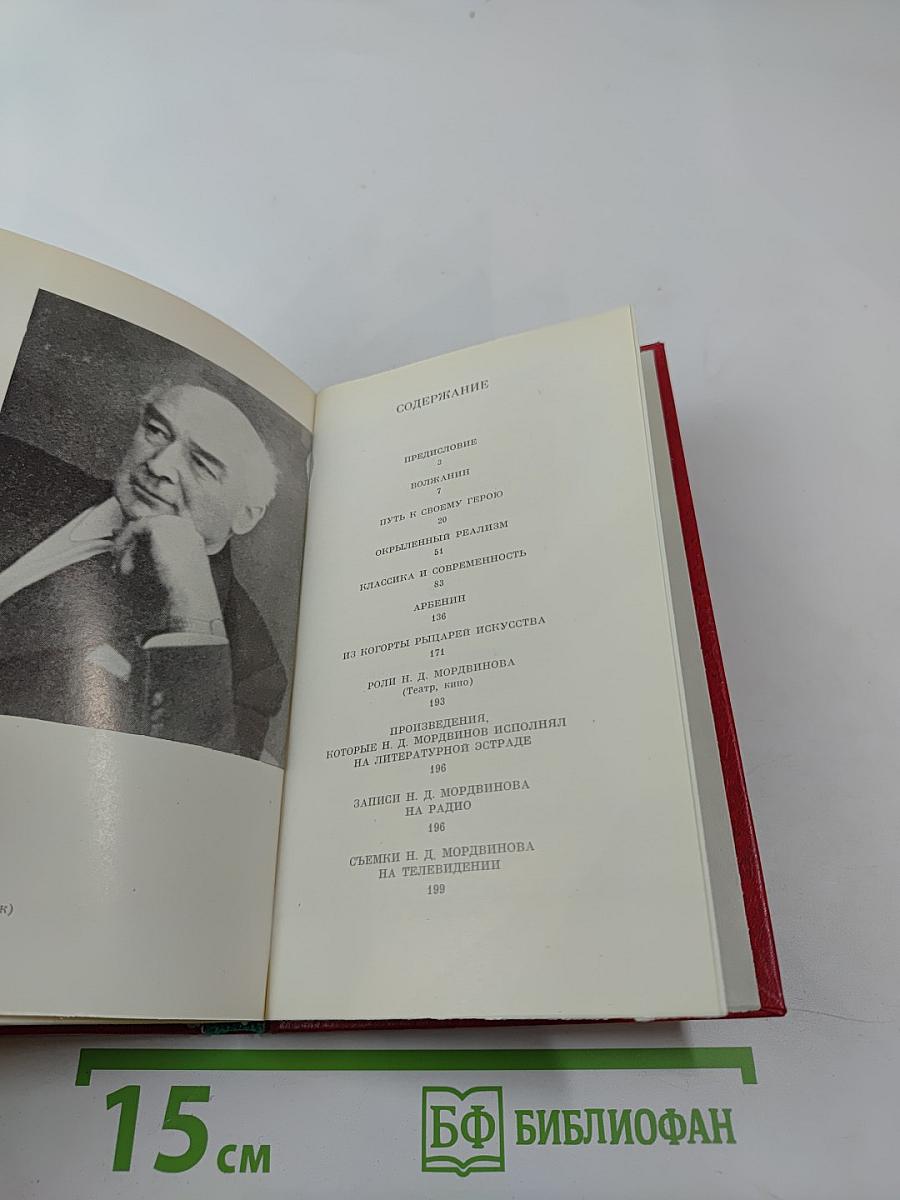 СОДЕРЖАНИЕ
ПРЕДИСЛОВИЕ
3
ВОЛЖАНИН
7
ПУТЬ К СВОЕМУ ГЕРОЮ
20
ОКРЫЛЕННЫЙ РЕАЛИЗМ
51
КЛАССИКА И СОВРЕМЕННОСТЬ
83
АРБЕНИН
136
ИЗ КОГОРТЫ РЫЦАРЕЙ ИСКУССТВА
171
РОЛИ Н. Д. МОРДВИНОВА
(Театр, кино)
193
ПРОИЗВЕДЕНИЯ,
КОТОРЫЕ Н. Д. МОРДВИНОВ ИСПОЛНЯЛ
НА ЛИТЕРАТУРНОЙ ЭСТРАДЕ
196
ЗАПИСИ Н. Д. МОРДВИНОВА
НА РАДИО
196
СЪЕМКИ Н. Д. МОРДВИНОВА
НА ТЕЛЕВИДЕНИИ
199
к)
15 см
БФ БИБЛИОФАН